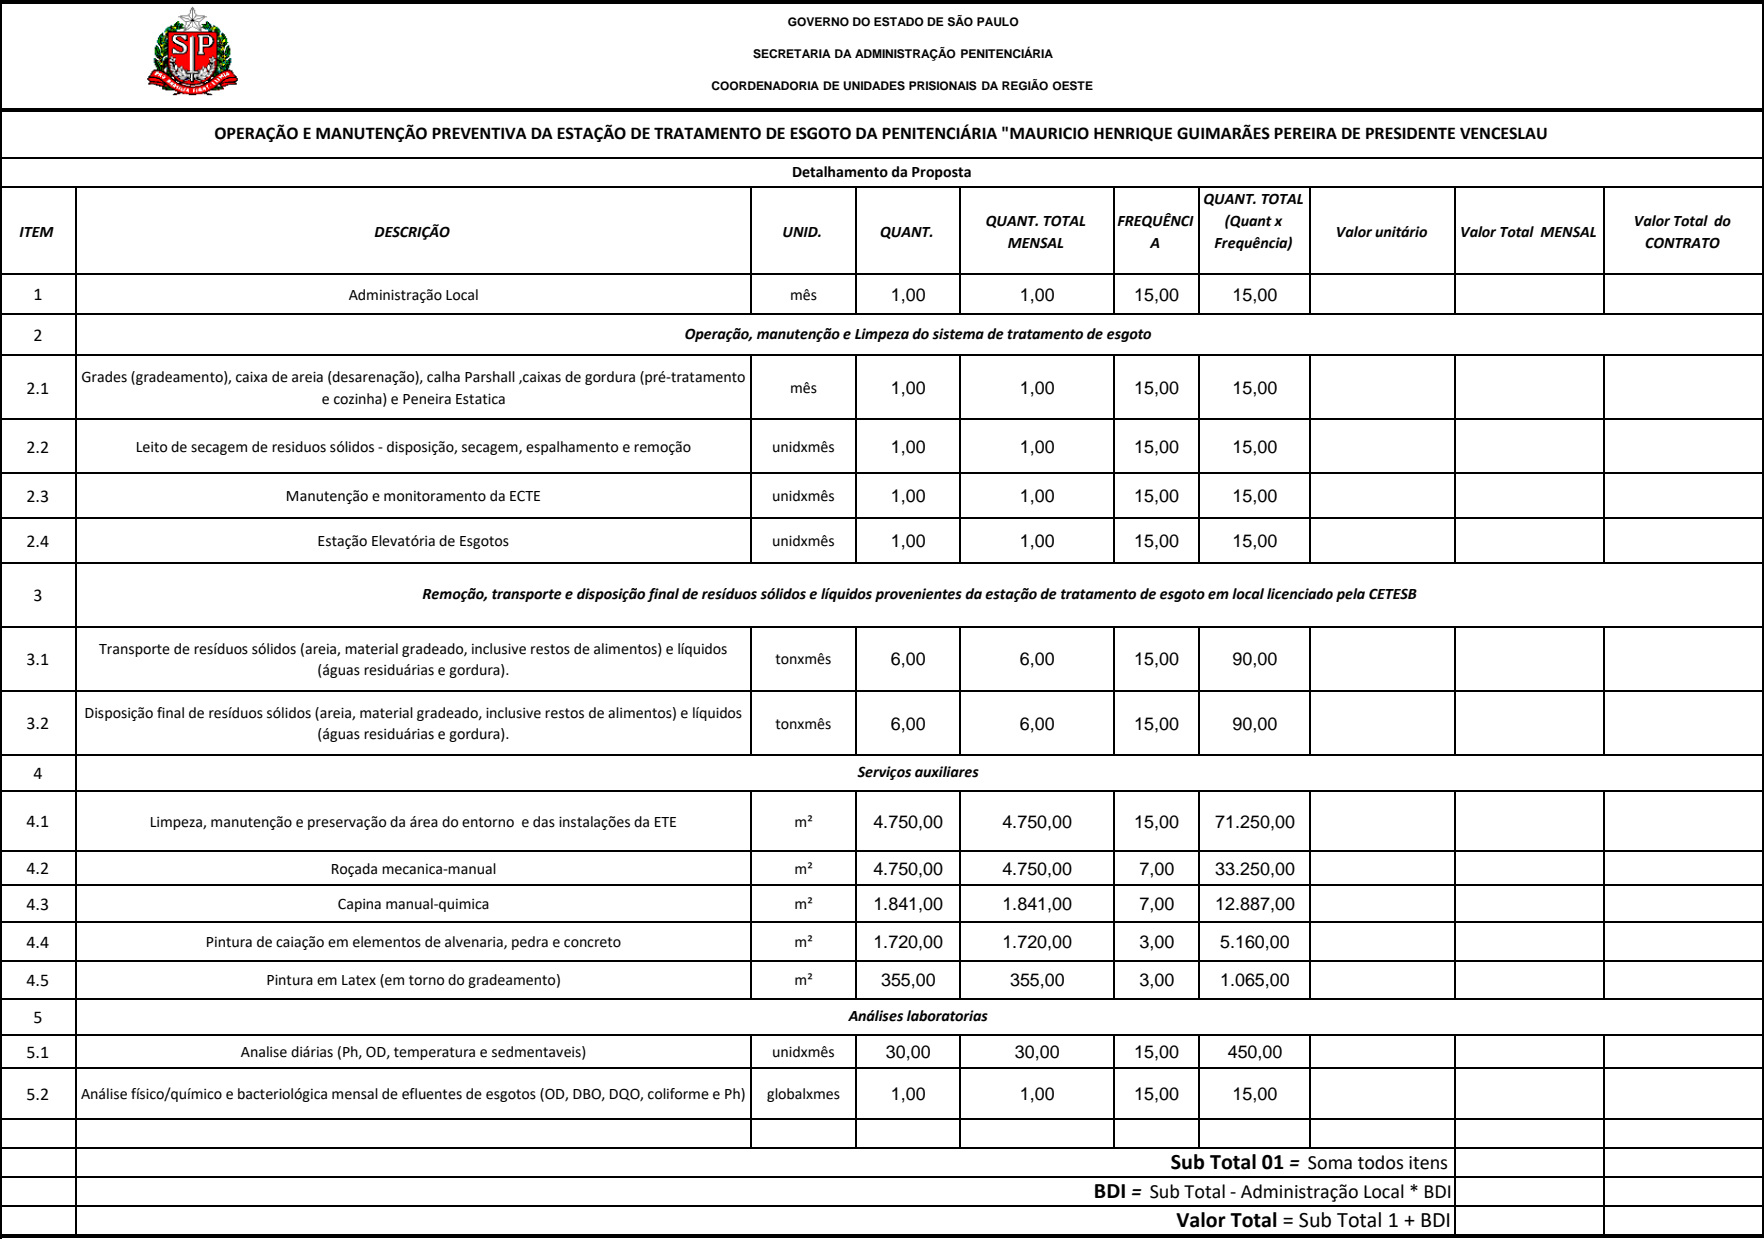 GOVERNO DO ESTADO DE SÃO PAULO
SECRETARIA DA ADMINISTRAÇÃO PENITENCIÁRIA
COORDENADORIA DE UNIDADES PRISIONAIS DA REGIÃO OESTE
SP
OPERAÇÃO E MANUTENÇÃO PREVENTIVA DA ESTAÇÃO DE TRATAMENTO DE ESGOTO DA PENITENCIÁRIA "MAURICIO HENRIQUE GUIMARÃES PEREIRA DE PRESIDENTE VENCESLAU
Detalhamento da Proposta
ITEM DESCRIÇÃO UNID. QUANT. QUANT. TOTAL MENSAL FREQUÊNCIA QUANT. TOTAL (Quant x Frequência) Valor unitário Valor Total MENSAL Valor Total do CONTRATO
1 Administração Local mês 1,00 1,00 15,00 15,00
2 Operação, manutenção e Limpeza do sistema de tratamento de esgoto
2.1 Grades (gradeamento), caixa de areia (desarenação), calha Parshall ,caixas de gordura (pré-tratamento
e cozinha) e Peneira Estatica mês 1,00 1,00 15,00 15,00
2.2 Leito de secagem de residuos sólidos - disposição, secagem, espalhamento e remoção unidxmês 1,00 1,00 15,00 15,00
2.3 Manutenção e monitoramento da ECTE unidxmês 1,00 1,00 15,00 15,00
2.4 Estação Elevatória de Esgotos unidxmês 1,00 1,00 15,00 15,00
3 Remoção, transporte e disposição final de resíduos sólidos e líquidos provenientes da estação de tratamento de esgoto em local licenciado pela CETESB
3.1 Transporte de resíduos sólidos (areia, material gradeado, inclusive restos de alimentos) e líquidos
(águas residuárias e gordura). tonxmês 6,00 6,00 15,00 90,00
3.2 Disposição final de resíduos sólidos (areia, material gradeado, inclusive restos de alimentos) e líquidos
(águas residuárias e gordura). tonxmês 6,00 6,00 15,00 90,00
4 Serviços auxiliares
4.1 Limpeza, manutenção e preservação da área do entorno e das instalações da ETE m² 4.750,00 4.750,00 15,00 71.250,00
4.2 Roçada mecanica-manual m² 4.750,00 4.750,00 7,00 33.250,00
4.3 Capina manual-quimica m² 1.841,00 1.841,00 7,00 12.887,00
4.4 Pintura de caiação em elementos de alvenaria, pedra e concreto m² 1.720,00 1.720,00 3,00 5.160,00
4.5 Pintura em Latex (em torno do gradeamento) m² 355,00 355,00 3,00 1.065,00
5 Análises laboratorias
5.1 Analise diárias (Ph, OD, temperatura e sedmentaveis) unidxmês 30,00 30,00 15,00 450,00
5.2 Análise físico/químico e bacteriológica mensal de efluentes de esgotos (OD, DBO, DQO, coliforme e Ph) globalxmes 1,00 1,00 15,00 15,00
Sub Total 01 = Soma todos itens
BDI = Sub Total - Administração Local * BDI
Valor Total = Sub Total 1 + BDI